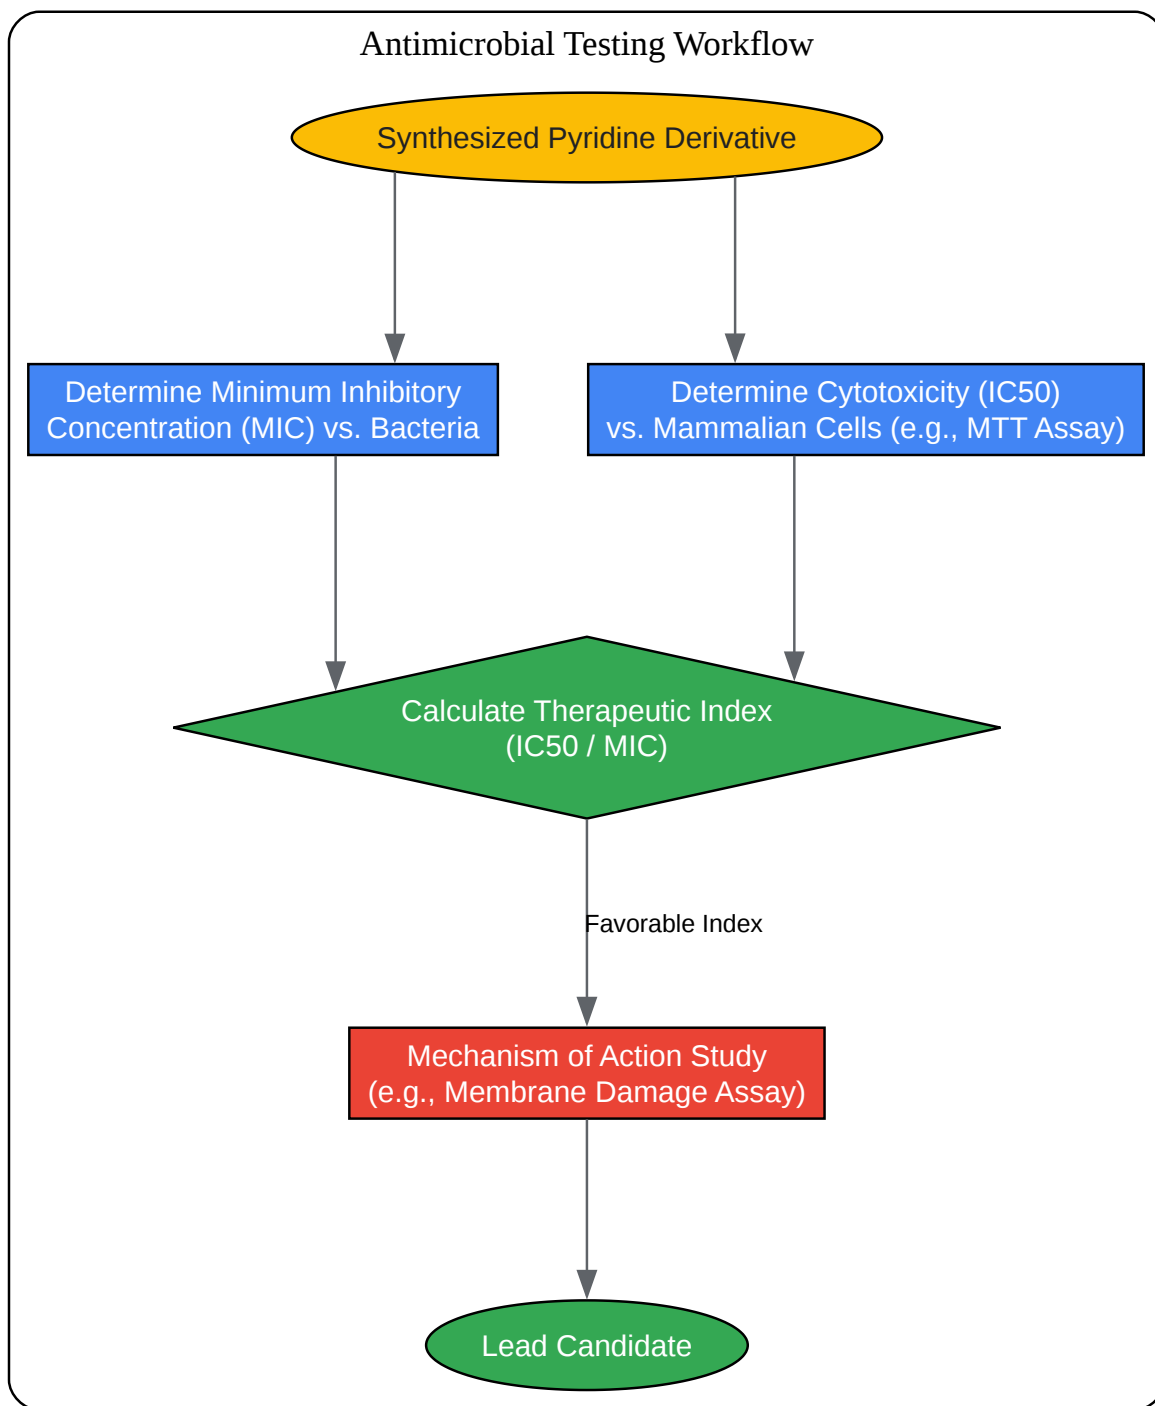 Antimicrobial Testing Workflow
Synthesized Pyridine Derivative
Determine Minimum Inhibitory
Concentration (MIC) vs. Bacteria
Determine Cytotoxicity (IC50)
vs. Mammalian Cells (e.g., MTT Assay)
Calculate Therapeutic Index
(IC50 / MIC)
Favorable Index
Mechanism of Action Study
(e.g., Membrane Damage Assay)
Lead Candidate